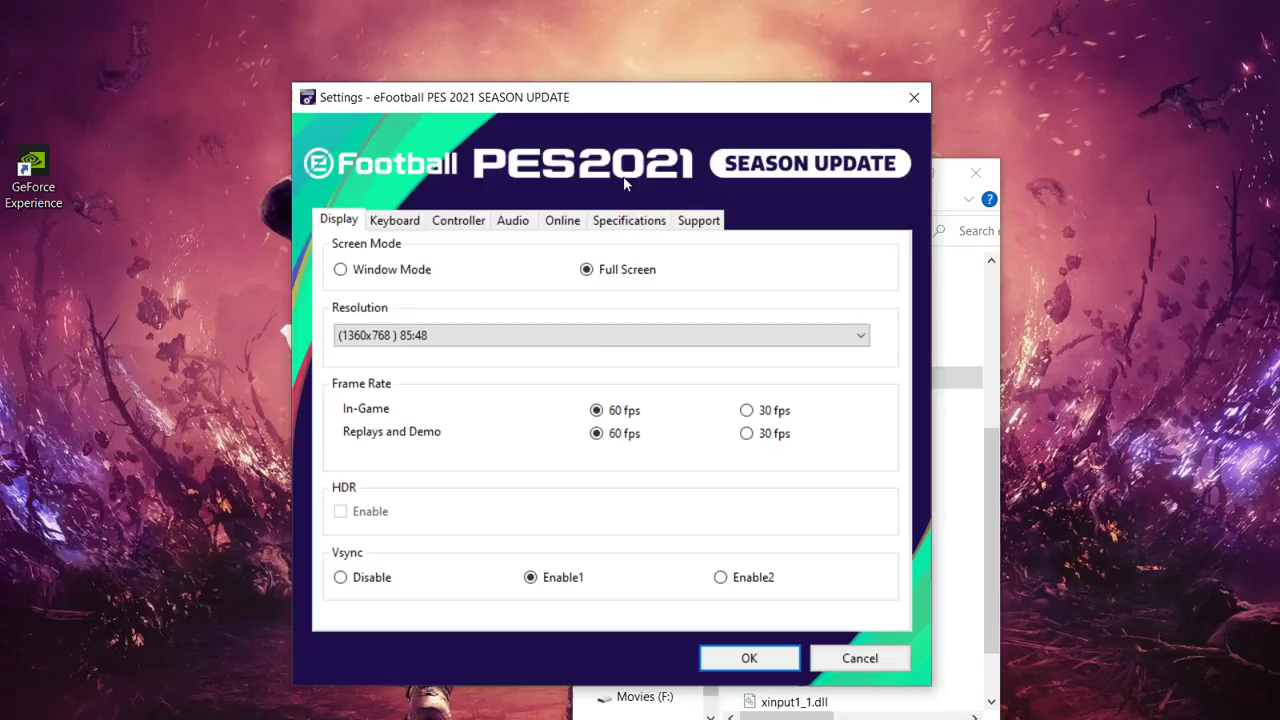 Settings - eFootball PES 2021 SEASON UPDATE
eFootball PES2021 SEASON UPDATE
GeForce
Experience
Search e
Display Keyboard Controller Audio Online Specifications Support
Screen Mode
Window Mode Full Screen
Resolution
(1360x768 ) 85:48
Frame Rate
In-Game 60 fps 30 fps
Replays and Demo 60 fps 30 fps
HDR
Enable
Vsync
Disable Enable1 Enable2
OK Cancel
Movies (F:)
xinput1_1.dll